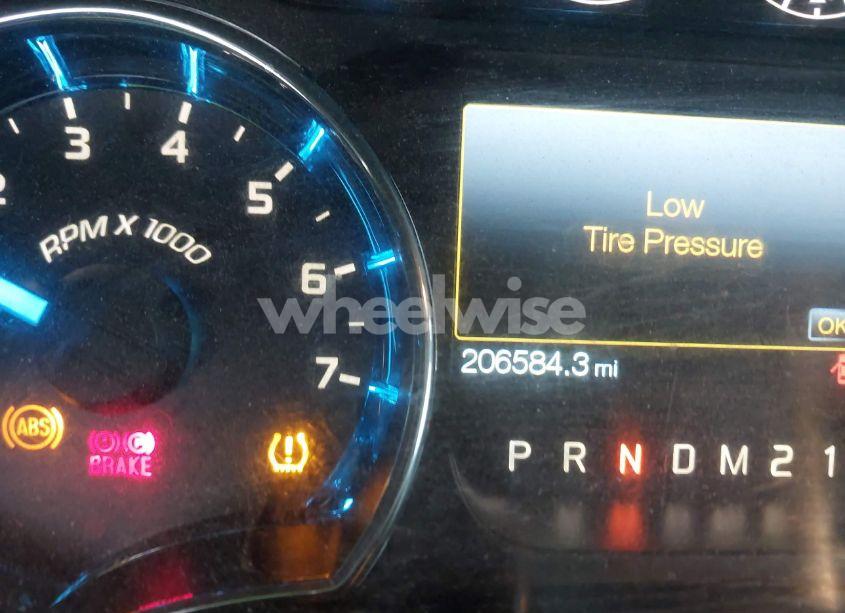 2 3 4 5 6 7
RPM X 1000
Low
Tire Pressure
OK
206584.3 mi
wheelwise
ABS
BRAKE
P R N D M 2 1